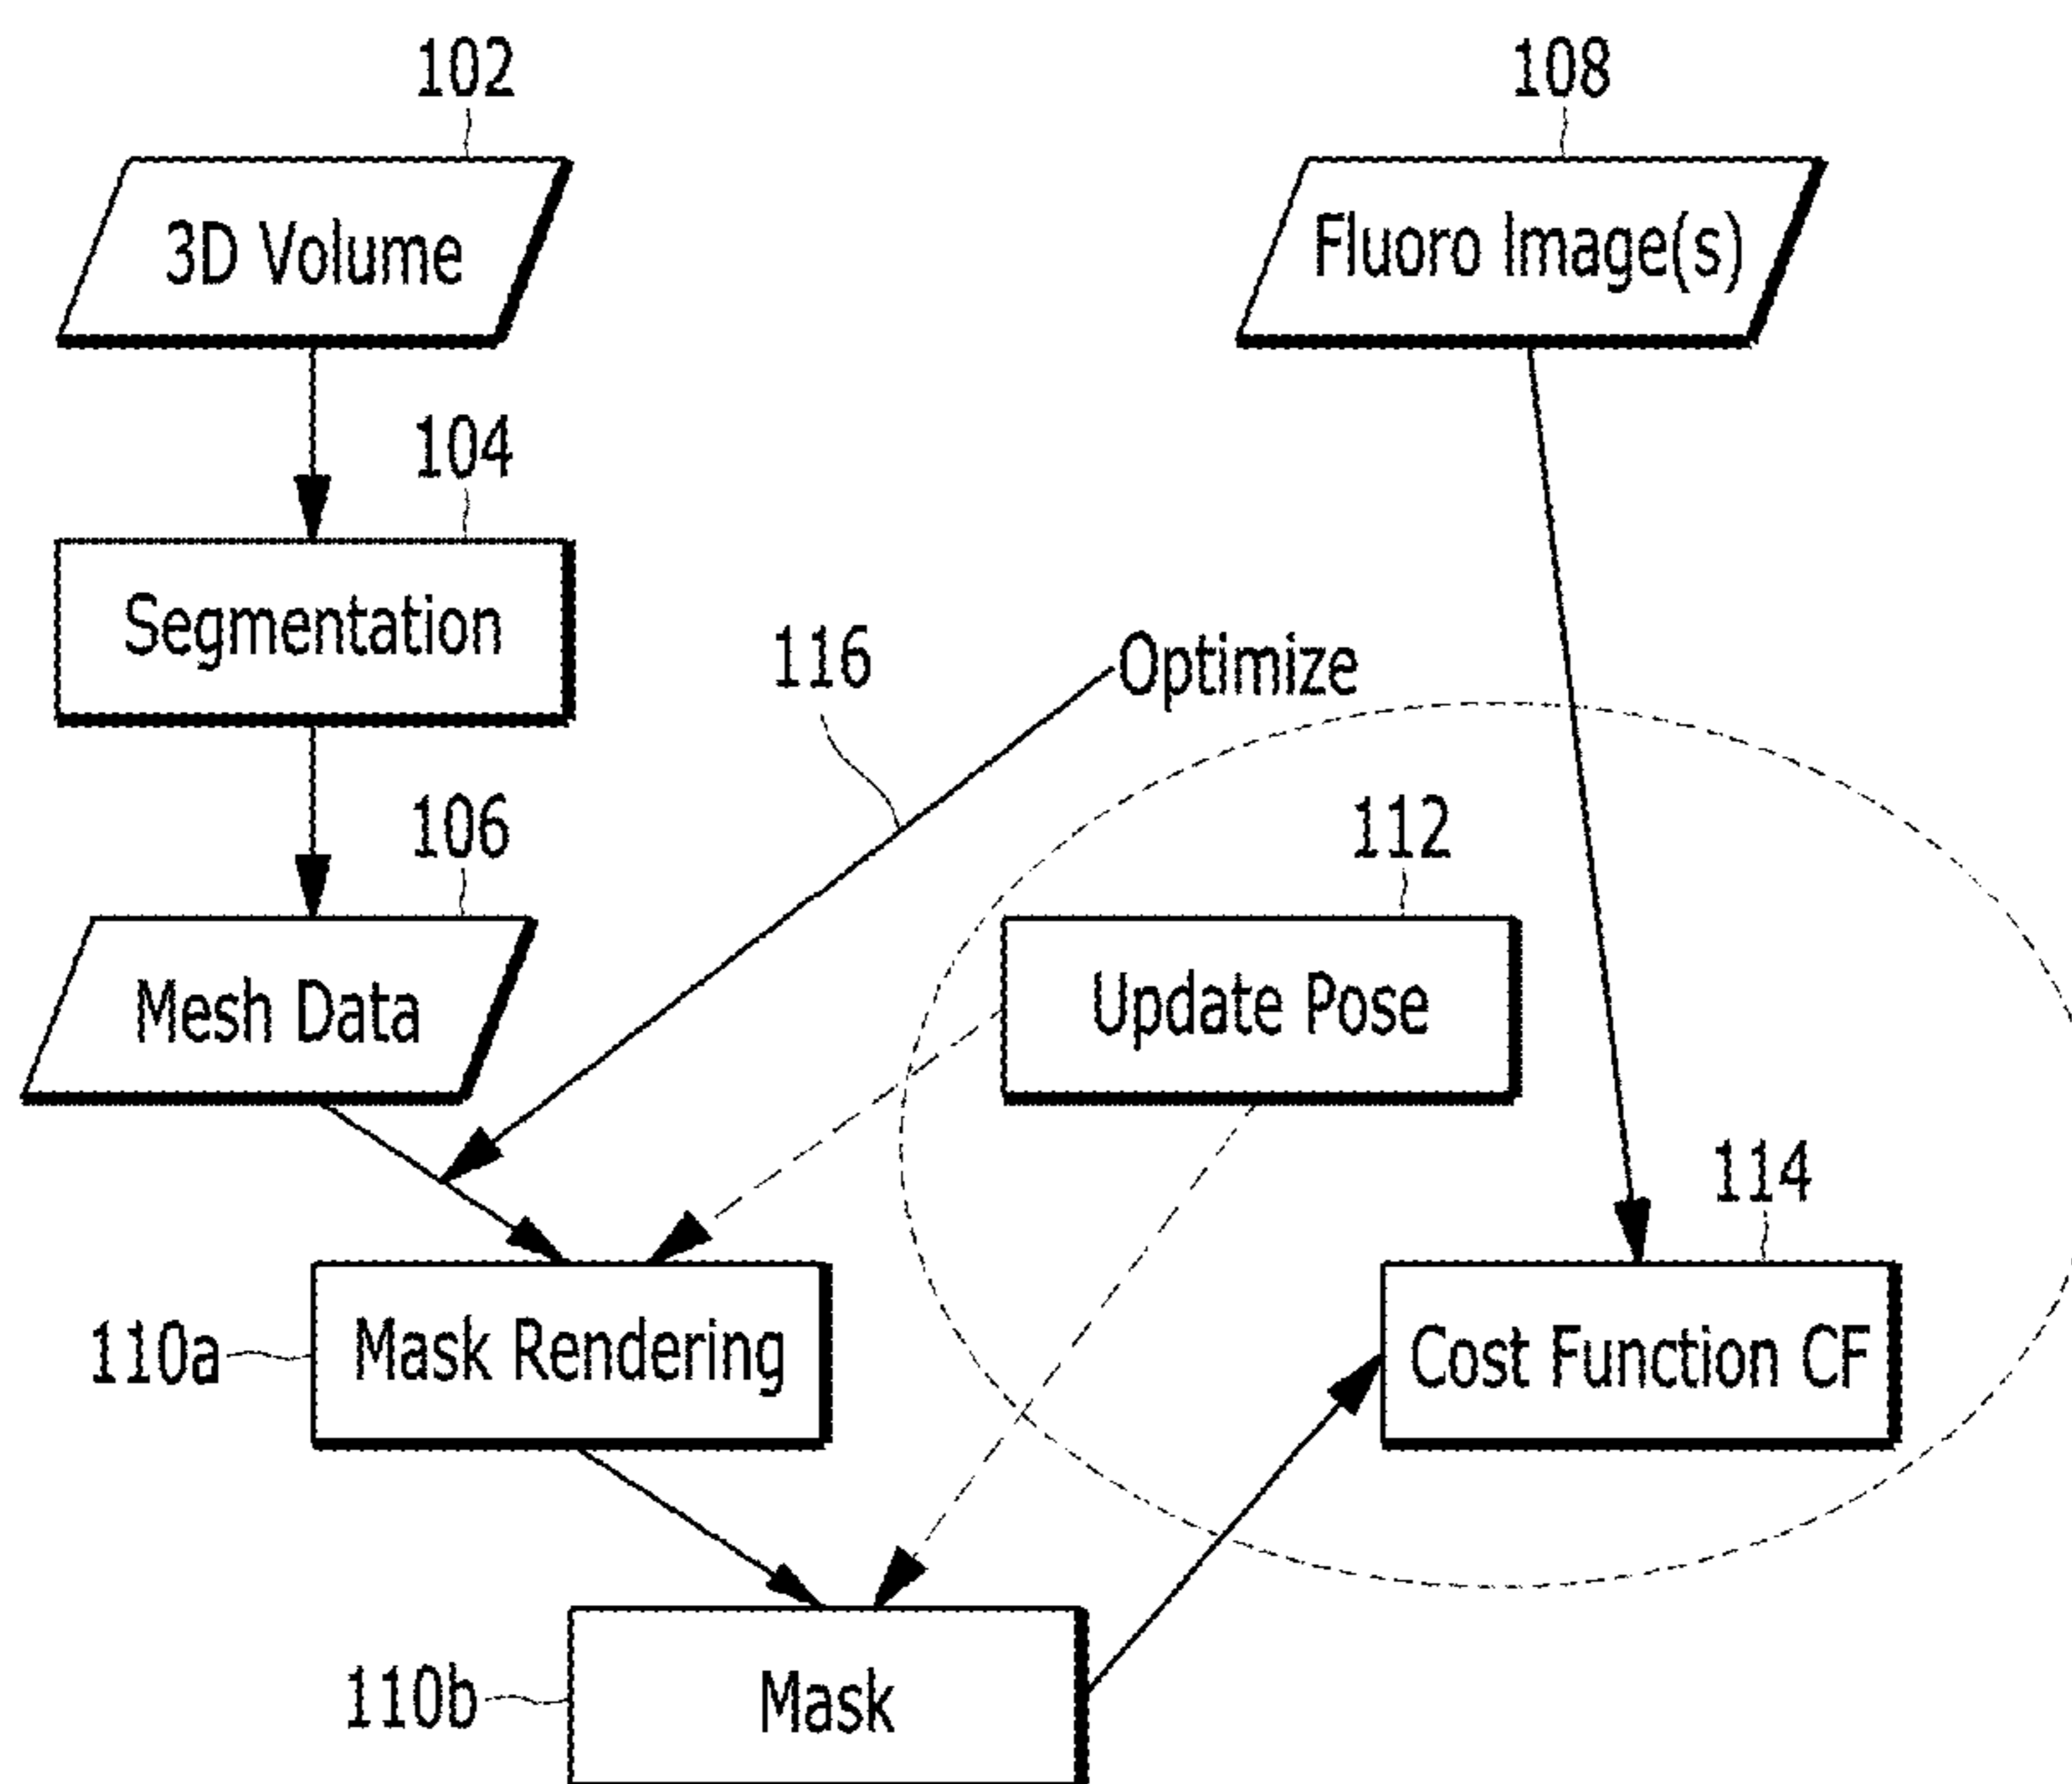 102
108
3D Volume
Fluoro Image(s)
104
Segmentation
116
Optimize
106
112
Mesh Data
Update Pose
114
110a
Mask Rendering
Cost Function CF
110b
Mask